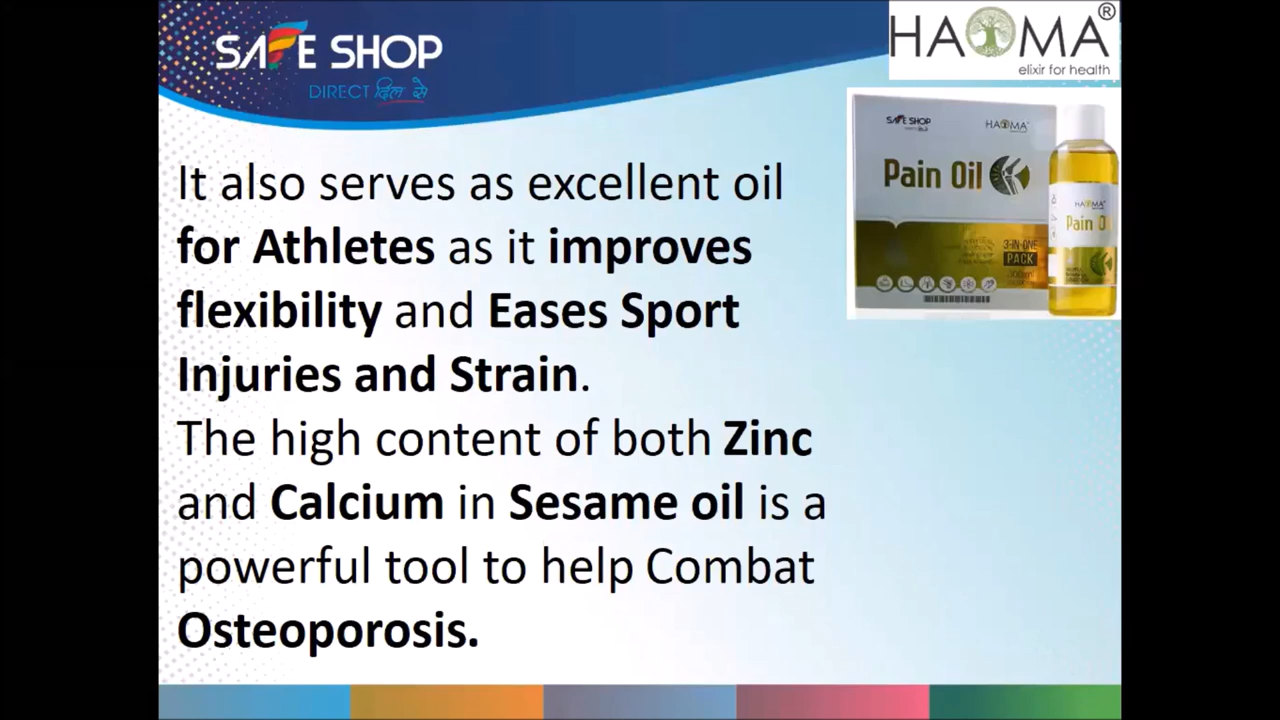 SAFE SHOP
DIRECT दिल से
HAOMA®
elixir for health
SAFE SHOP
HAOMA
Pain Oil
3-IN-ONE
PACK
HAOMA
Pain Oil
It also serves as excellent oil
for Athletes as it improves
flexibility and Eases Sport
Injuries and Strain.
The high content of both Zinc
and Calcium in Sesame oil is a
powerful tool to help Combat
Osteoporosis.